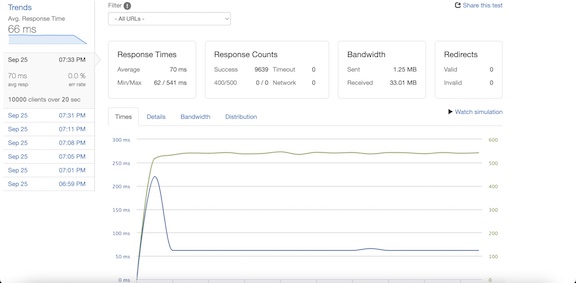 Trends
Avg. Response Time
66 ms
Sep 25 07:33 PM
70 ms 0.0 %
avg resp err rate
10000 clients over 20 sec
Sep 25 07:31 PM
Sep 25 07:11 PM
Sep 25 07:08 PM
Sep 25 07:05 PM
Sep 25 07:01 PM
Sep 25 06:59 PM
Filter
- All URLs -
Share this test
Response Times
Average 70 ms
Min/Max 62 / 541 ms
Response Counts
Success 9639 Timeout 0
400/500 0 / 0 Network 0
Bandwidth
Sent 1.25 MB
Received 33.01 MB
Redirects
Valid 0
Invalid 0
Times Details Bandwidth Distribution
Watch simulation
300 ms 600
250 ms 500
200 ms 400
150 ms 300
100 ms 200
50 ms 100
0 ms 0